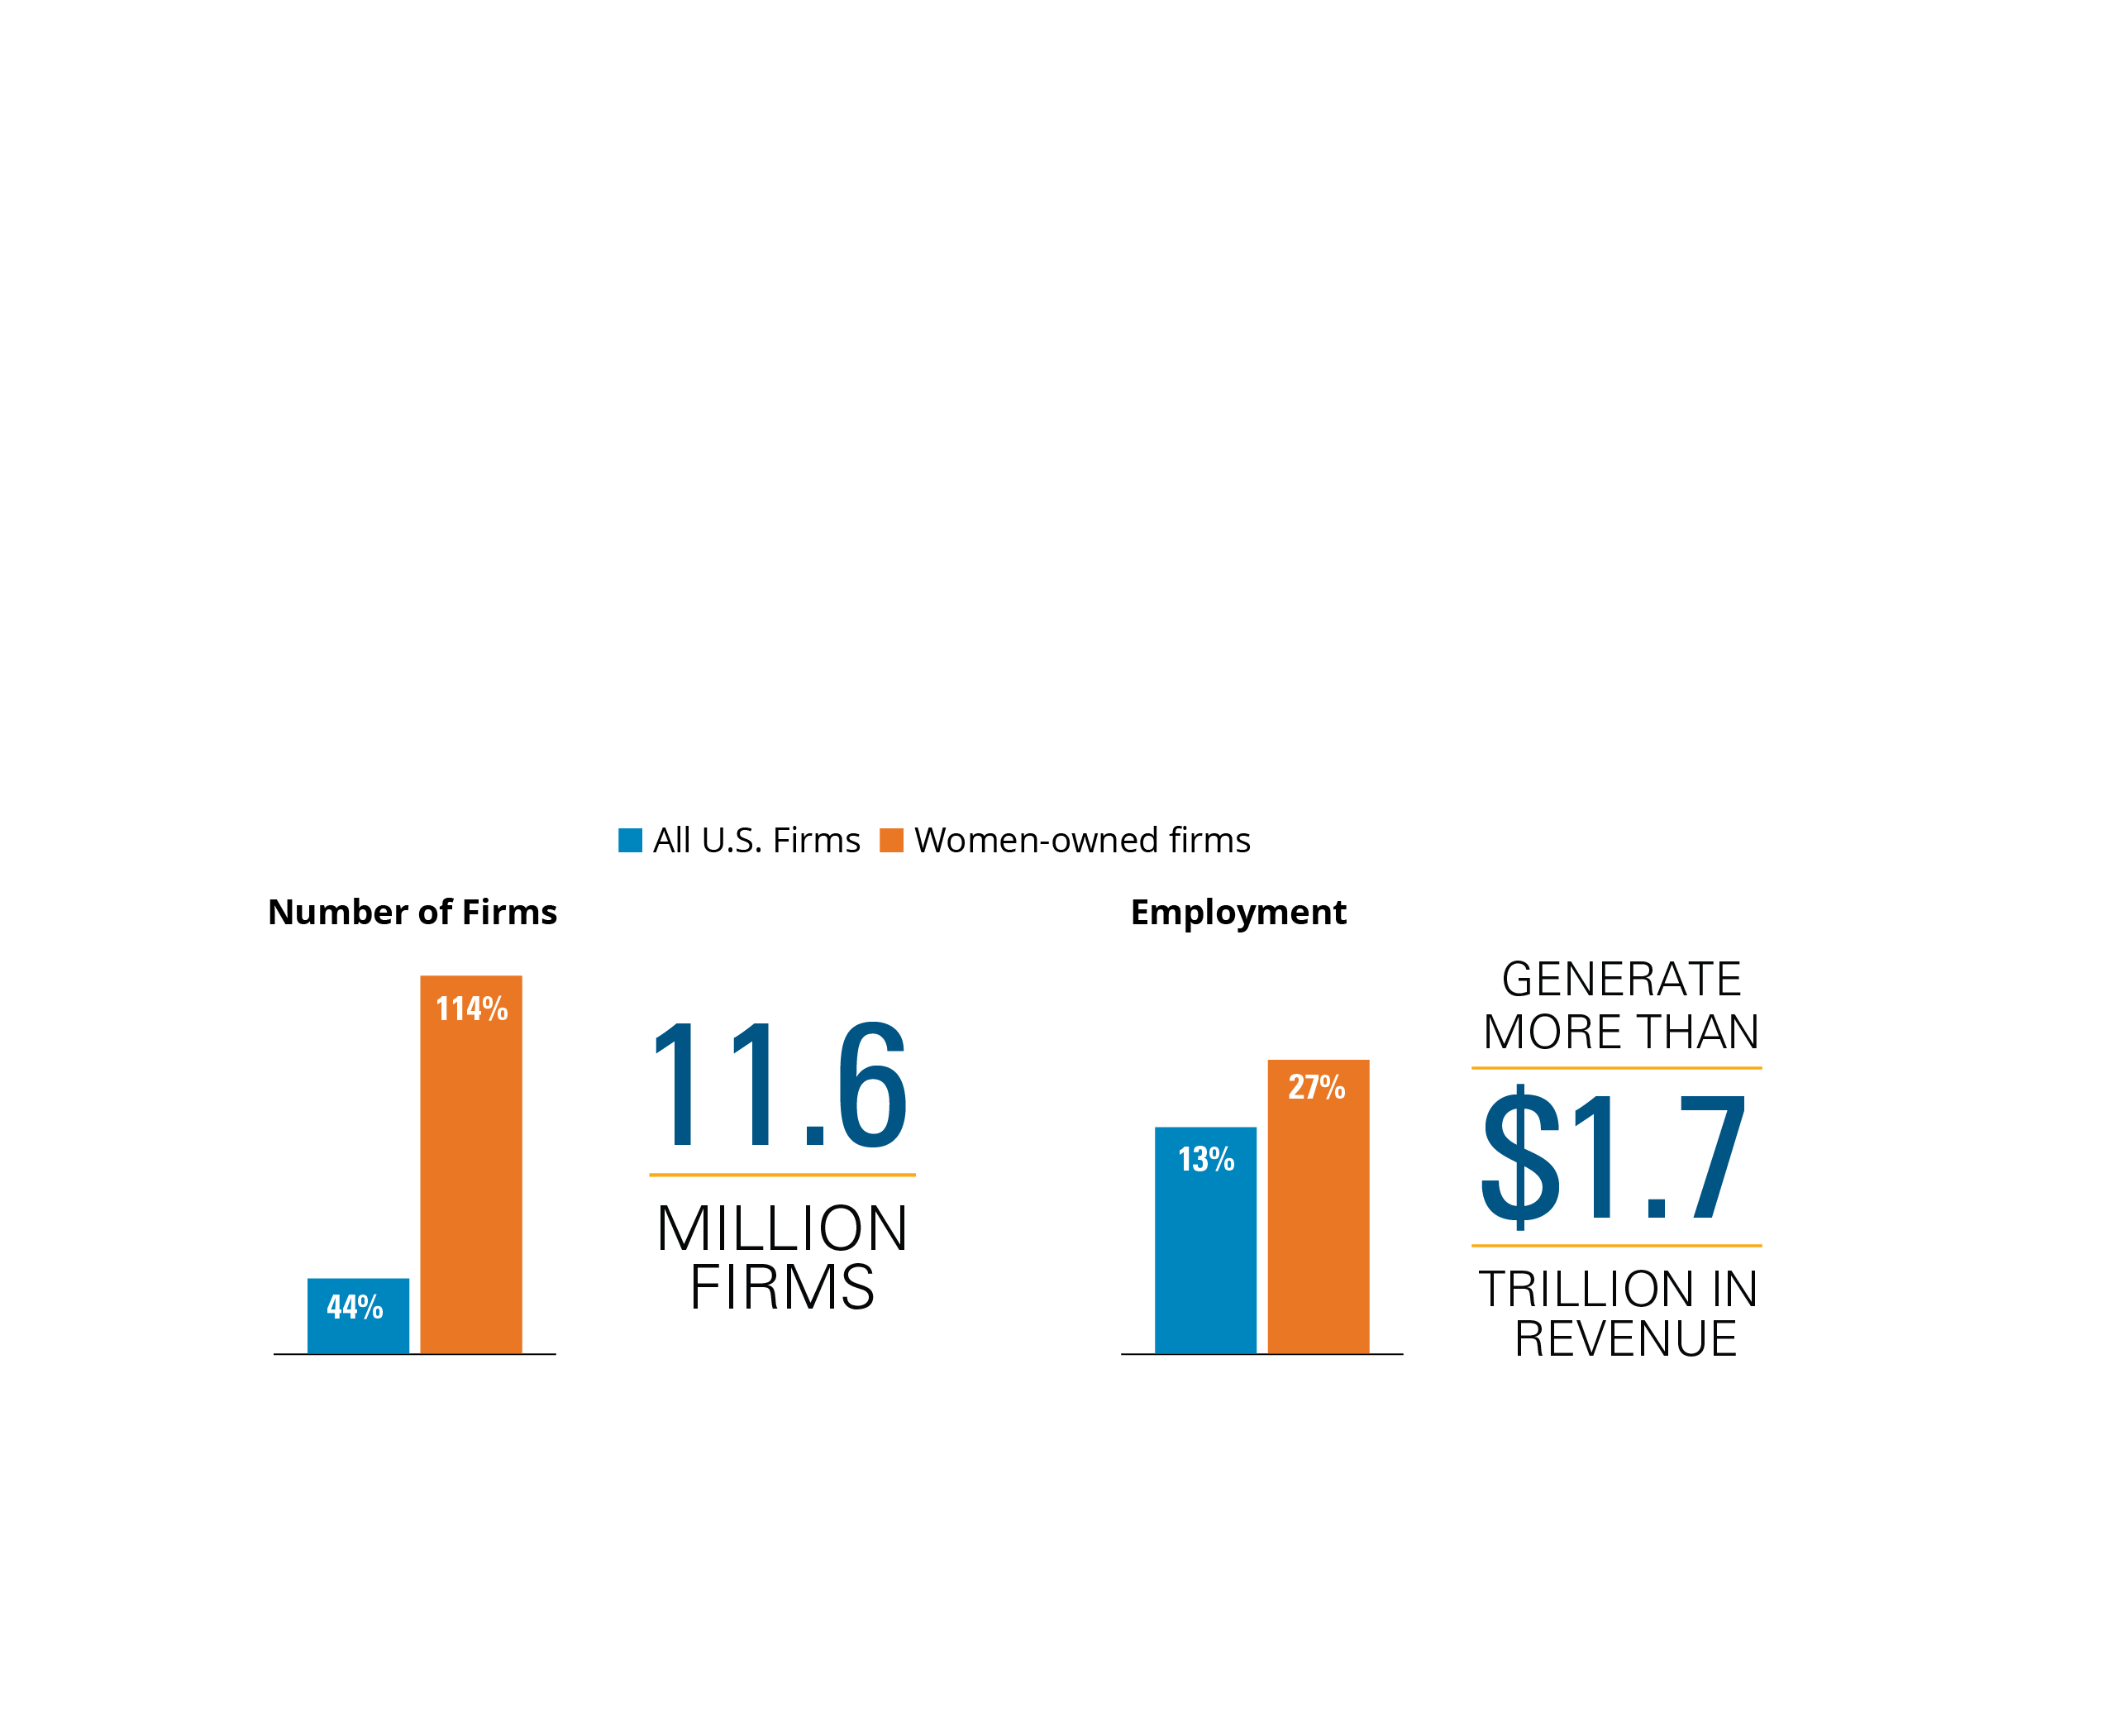 All U.S. Firms Women-owned firms
Number of Firms
114%
44%
11.6
MILLION
FIRMS
Employment
27%
13%
GENERATE
MORE THAN
$1.7
TRILLION IN
REVENUE